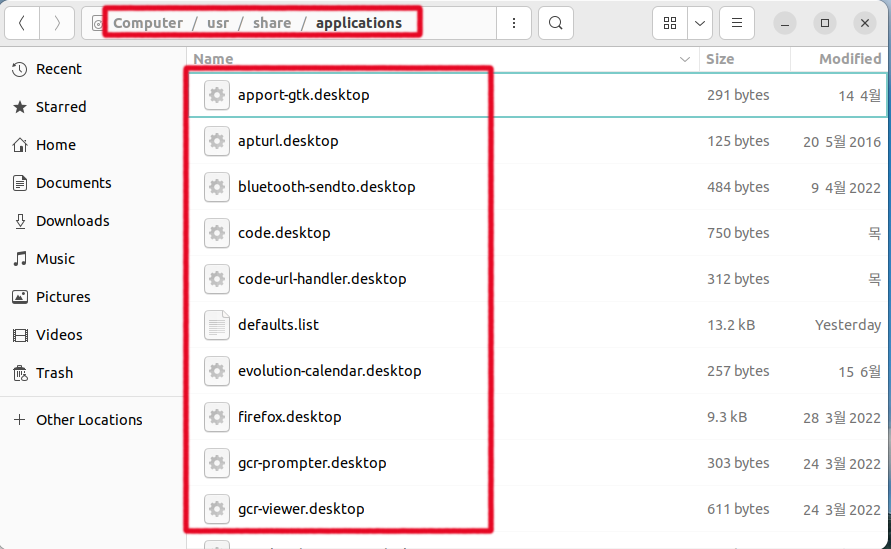 Computer / usr / share / applications
Name Size Modified
Recent
apport-gtk.desktop 291 bytes 14 4월
Starred
apturl.desktop 125 bytes 20 5월 2016
Home
Documents
bluetooth-sendto.desktop 484 bytes 9 4월 2022
Downloads
code.desktop 750 bytes 목
Music
code-url-handler.desktop 312 bytes 목
Pictures
defaults.list 13.2 kB Yesterday
Videos
Trash
evolution-calendar.desktop 257 bytes 15 6월
Other Locations
firefox.desktop 9.3 kB 28 3월 2022
gcr-prompter.desktop 303 bytes 24 3월 2022
gcr-viewer.desktop 611 bytes 24 3월 2022